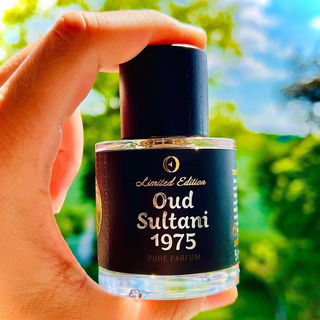 Limited Edition
Oud
Sultani
1975
PURE PARFUM